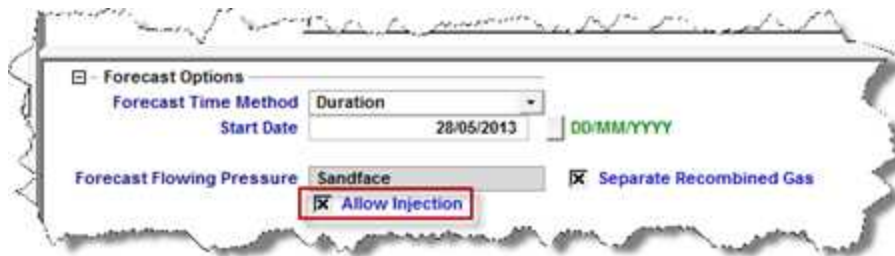 Forecast Options
Forecast Time Method Duration
Start Date 28/05/2013 DD/MM/YYYY
Forecast Flowing Pressure Sandface Separate Recombined Gas
Allow Injection